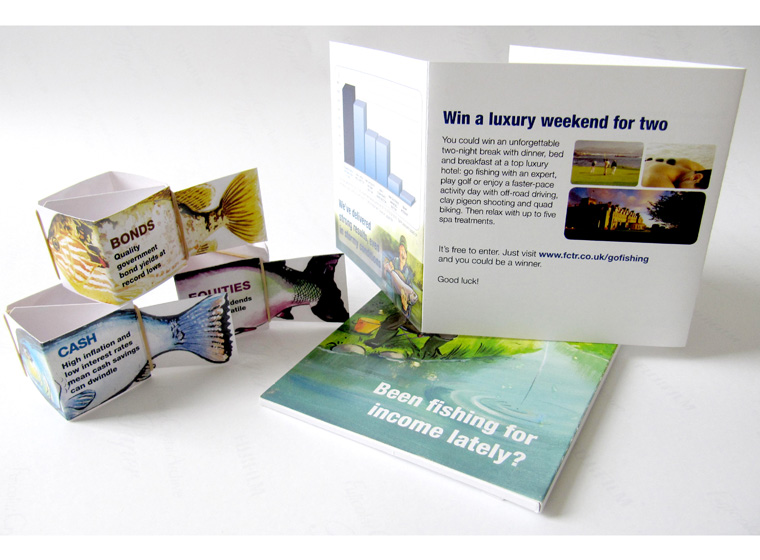 BONDS
Quality
government
bond yields at
record lows
EQUITIES
CASH
High inflation and
low interest rates
mean cash savings
can dwindle
We've delivered
strong results
Win a luxury weekend for two
You could win an unforgettable
two-night break with dinner, bed
and breakfast at a top luxury
hotel: go fishing with an expert,
play golf or enjoy a faster-pace
activity day with off-road driving,
clay pigeon shooting and quad
biking. Then relax with up to five
spa treatments.
It's free to enter. Just visit www.fctr.co.uk/gofishing
and you could be a winner.
Good luck!
Been fishing for
income lately?